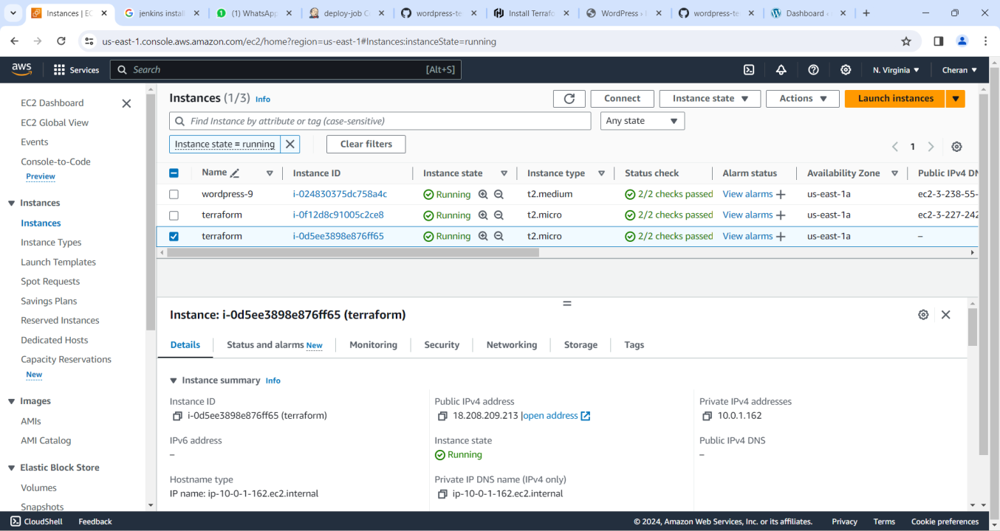 Instances | EC
jenkins instal
(1) WhatsApp
deploy-job C
wordpress-te
Install Terrafo
WordPress ›
wordpress-te
Dashboard ‹
us-east-1.console.aws.amazon.com/ec2/home?region=us-east-1#Instances:instanceState=running
aws
Services
Search
[Alt+S]
N. Virginia
Cheran
EC2 Dashboard
EC2 Global View
Events
Console-to-Code
Preview
Instances
Instances
Instance Types
Launch Templates
Spot Requests
Savings Plans
Reserved Instances
Dedicated Hosts
Capacity Reservations
New
Images
AMIs
AMI Catalog
Elastic Block Store
Volumes
Snapshots
Instances (1/3) Info
Connect
Instance state
Actions
Launch instances
Find Instance by attribute or tag (case-sensitive)
Any state
Instance state = running
Clear filters
1
Name Instance ID Instance state Instance type Status check Alarm status Availability Zone Public IPv4 DN
wordpress-9 i-024830375dc758a4c Running t2.medium 2/2 checks passed View alarms us-east-1a ec2-3-238-55-
terraform i-0f12d8c91005c2ce8 Running t2.micro 2/2 checks passed View alarms us-east-1a ec2-3-227-242
terraform i-0d5ee3898e876ff65 Running t2.micro 2/2 checks passed View alarms us-east-1a –
Instance: i-0d5ee3898e876ff65 (terraform)
Details
Status and alarms New
Monitoring
Security
Networking
Storage
Tags
Instance summary Info
Instance ID
i-0d5ee3898e876ff65 (terraform)
Public IPv4 address
18.208.209.213 |open address
Private IPv4 addresses
10.0.1.162
IPv6 address
–
Instance state
Running
Public IPv4 DNS
–
Hostname type
IP name: ip-10-0-1-162.ec2.internal
Private IP DNS name (IPv4 only)
ip-10-0-1-162.ec2.internal
CloudShell
Feedback
© 2024, Amazon Web Services, Inc. or its affiliates.
Privacy
Terms
Cookie preferences